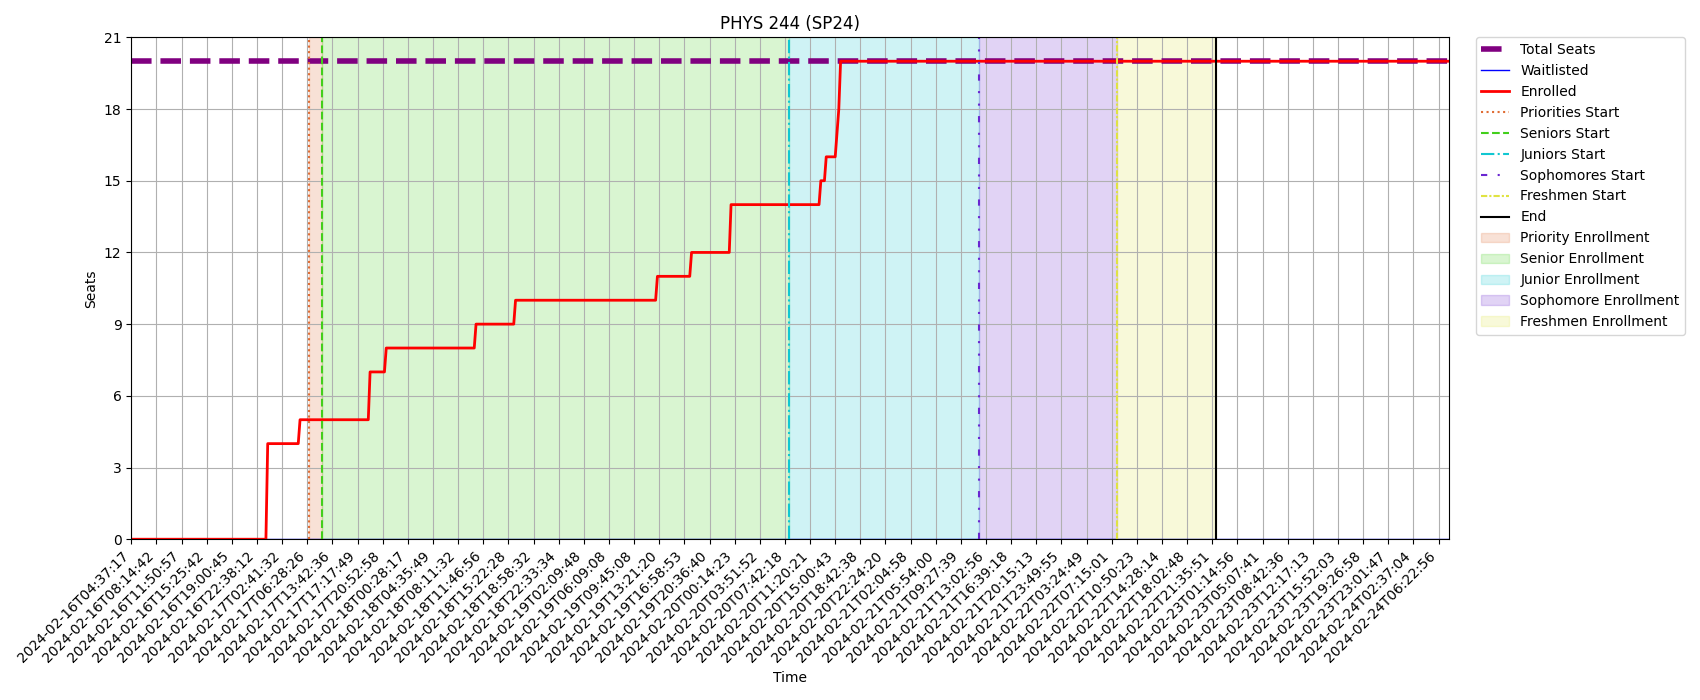 PHYS 244 (SP24)
21
18
15
12
9
6
3
0
Seats
2024-02-16T04:37:17
2024-02-16T08:14:42
2024-02-16T11:50:57
2024-02-16T15:25:42
2024-02-16T19:00:45
2024-02-16T22:38:12
2024-02-17T02:41:32
2024-02-17T06:28:26
2024-02-17T13:42:36
2024-02-17T17:17:49
2024-02-17T20:52:58
2024-02-18T00:28:17
2024-02-18T04:35:49
2024-02-18T08:11:32
2024-02-18T11:46:56
2024-02-18T15:22:28
2024-02-18T18:58:32
2024-02-18T22:33:34
2024-02-19T02:09:48
2024-02-19T06:09:08
2024-02-19T09:45:08
2024-02-19T13:21:20
2024-02-19T16:58:53
2024-02-19T20:36:40
2024-02-20T00:14:23
2024-02-20T03:51:52
2024-02-20T07:42:18
2024-02-20T11:20:21
2024-02-20T15:00:43
2024-02-20T18:42:38
2024-02-20T22:24:20
2024-02-21T02:04:58
2024-02-21T05:54:00
2024-02-21T09:27:39
2024-02-21T13:02:56
2024-02-21T16:39:18
2024-02-21T20:15:13
2024-02-21T23:49:55
2024-02-22T03:24:49
2024-02-22T07:15:01
2024-02-22T10:50:23
2024-02-22T14:28:14
2024-02-22T18:02:48
2024-02-22T21:35:51
2024-02-23T01:14:56
2024-02-23T05:07:41
2024-02-23T08:42:36
2024-02-23T12:17:13
2024-02-23T15:52:03
2024-02-23T19:26:58
2024-02-23T23:01:47
2024-02-24T02:37:04
2024-02-24T06:22:56
Time
Total Seats
Waitlisted
Enrolled
Priorities Start
Seniors Start
Juniors Start
Sophomores Start
Freshmen Start
End
Priority Enrollment
Senior Enrollment
Junior Enrollment
Sophomore Enrollment
Freshmen Enrollment